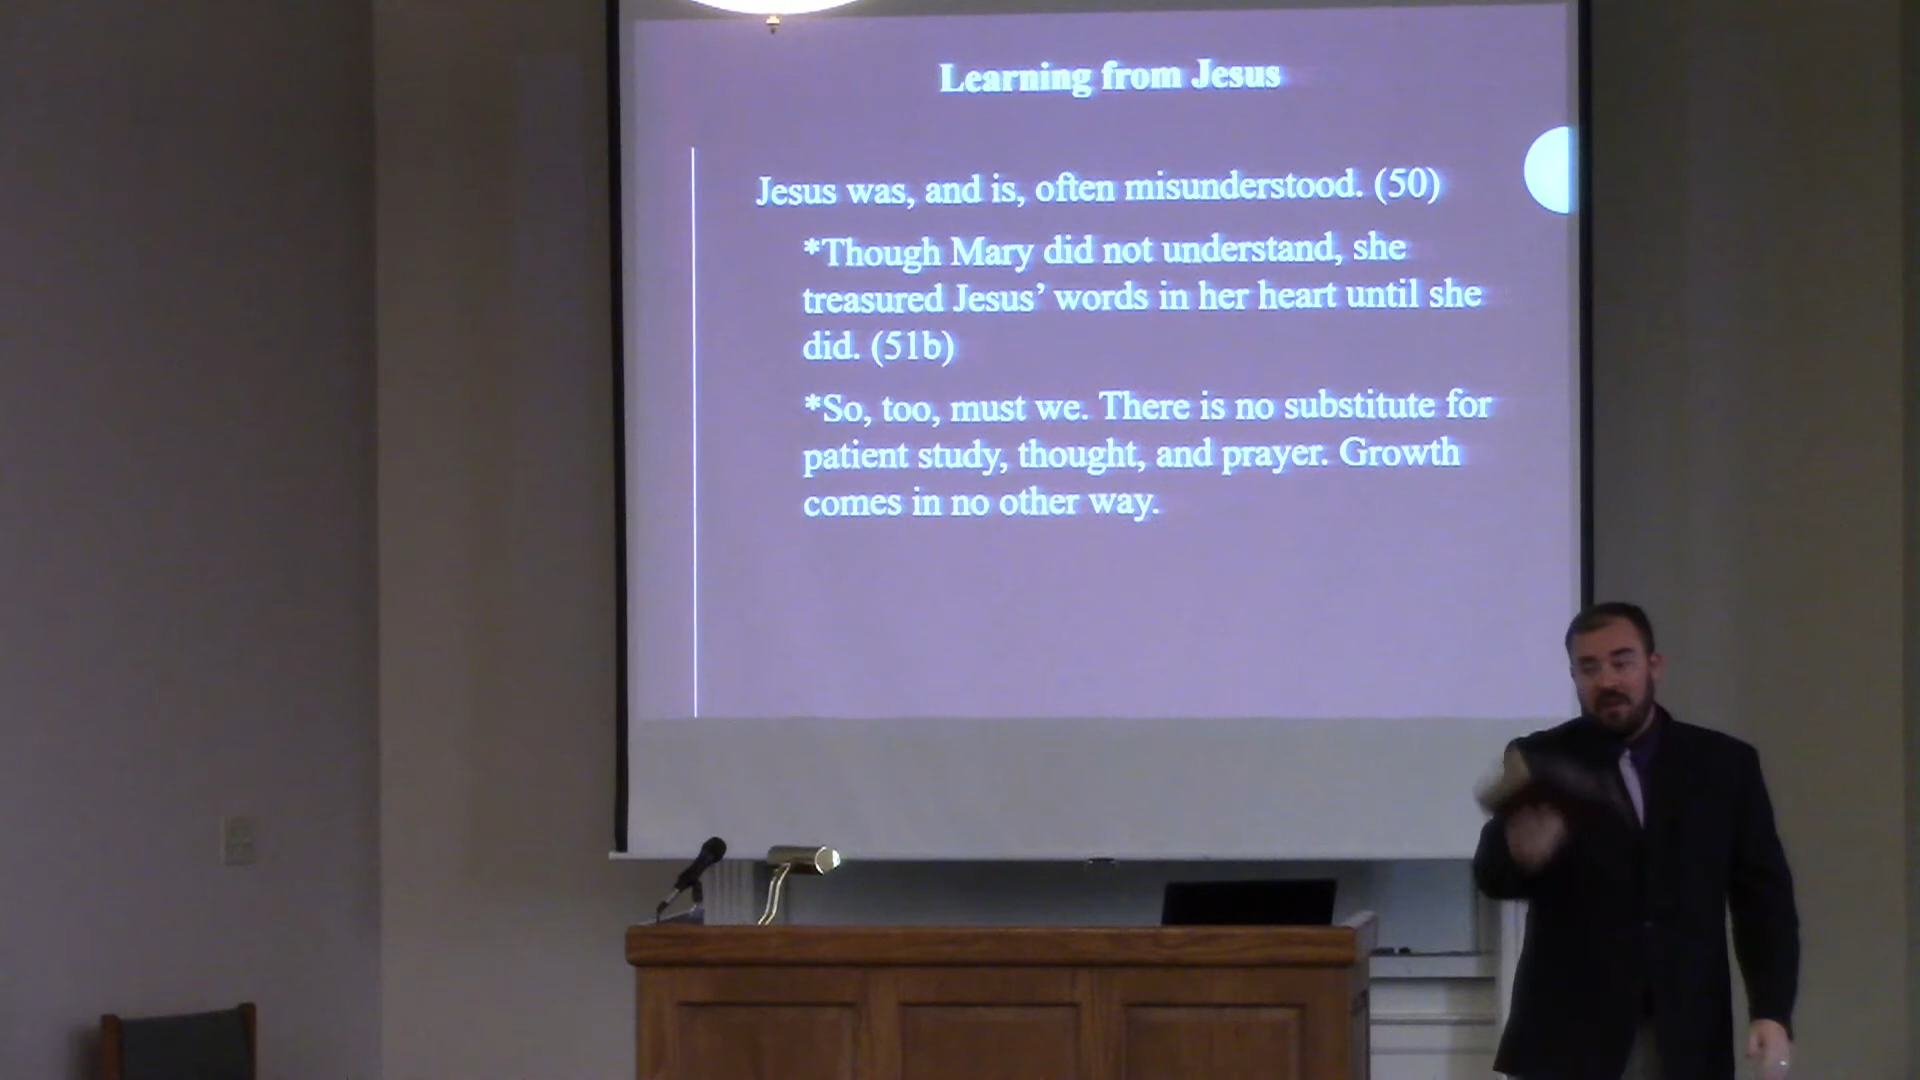 Learning from Jesus
Jesus was, and is, often misunderstood. (50)
*Though Mary did not understand, she
treasured Jesus’ words in her heart until she
did. (51b)
*So, too, must we. There is no substitute for
patient study, thought, and prayer. Growth
comes in no other way.